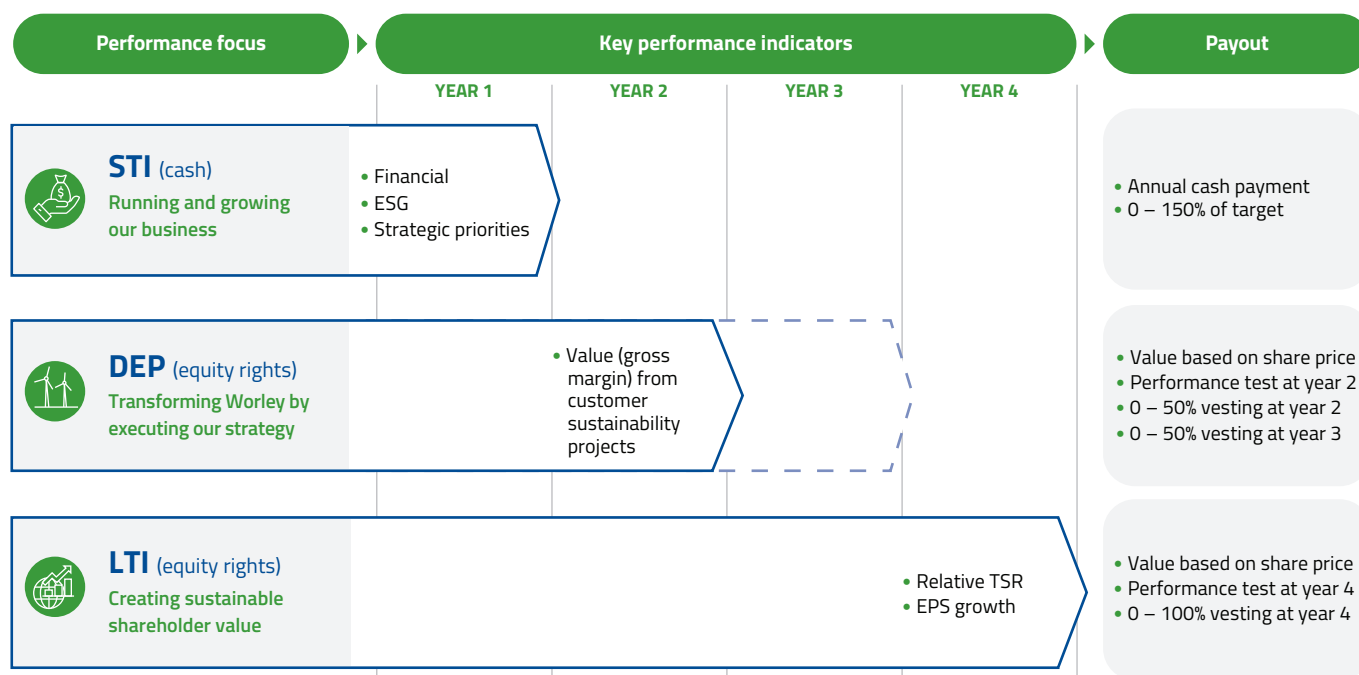 Performance focus
Key performance indicators
Payout
YEAR 1
YEAR 2
YEAR 3
YEAR 4
STI (cash)
Running and growing
our business
• Financial
• ESG
• Strategic priorities
• Annual cash payment
• 0 – 150% of target
DEP (equity rights)
Transforming Worley by
executing our strategy
• Value (gross
margin) from
customer
sustainability
projects
• Value based on share price
• Performance test at year 2
• 0 – 50% vesting at year 2
• 0 – 50% vesting at year 3
LTI (equity rights)
Creating sustainable
shareholder value
• Relative TSR
• EPS growth
• Value based on share price
• Performance test at year 4
• 0 – 100% vesting at year 4